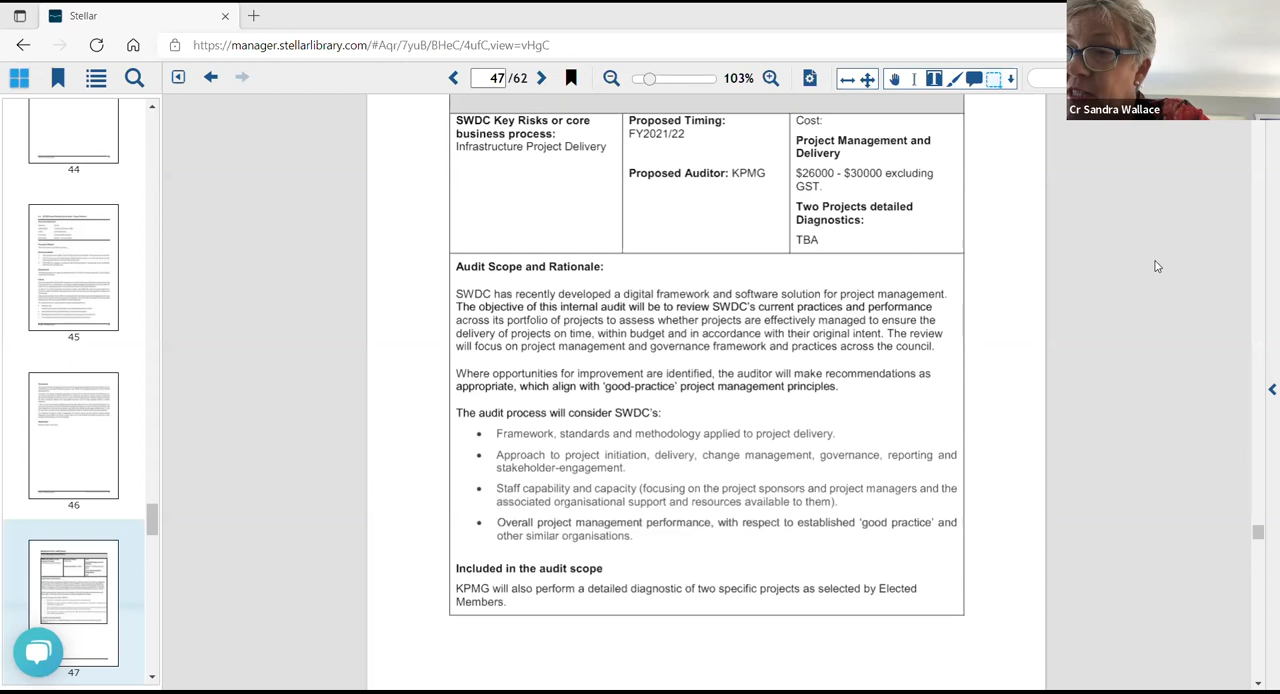 Stellar
https://manager.stellarlibrary.com/#Aqr/7yuB/BHeC/4ufC,view=vHgC
47 /62
103%
Cr Sandra Wallace
44
45
46
47
SWDC Key Risks or core
business process:
Infrastructure Project Delivery
Proposed Timing:
FY2021/22
Proposed Auditor: KPMG
Cost:
Project Management and
Delivery
$26000 - $30000 excluding
GST.
Two Projects detailed
Diagnostics:
TBA
Audit Scope and Rationale:
SWDC has recently developed a digital framework and software solution for project management.
The objective of this internal audit will be to review SWDC's current practices and performance
across its portfolio of projects to assess whether projects are effectively managed to ensure the
delivery of projects on time, within budget and in accordance with their original intent. The review
will focus on project management and governance framework and practices across the council.
Where opportunities for improvement are identified, the auditor will make recommendations as
appropriate, which align with 'good-practice' project management principles.
The audit process will consider SWDC's:
• Framework, standards and methodology applied to project delivery.
• Approach to project initiation, delivery, change management, governance, reporting and
stakeholder-engagement.
• Staff capability and capacity (focusing on the project sponsors and project managers and the
associated organisational support and resources available to them).
• Overall project management performance, with respect to established 'good practice' and
other similar organisations.
Included in the audit scope
KPMG will also perform a detailed diagnostic of two specific projects as selected by Elected
Members.